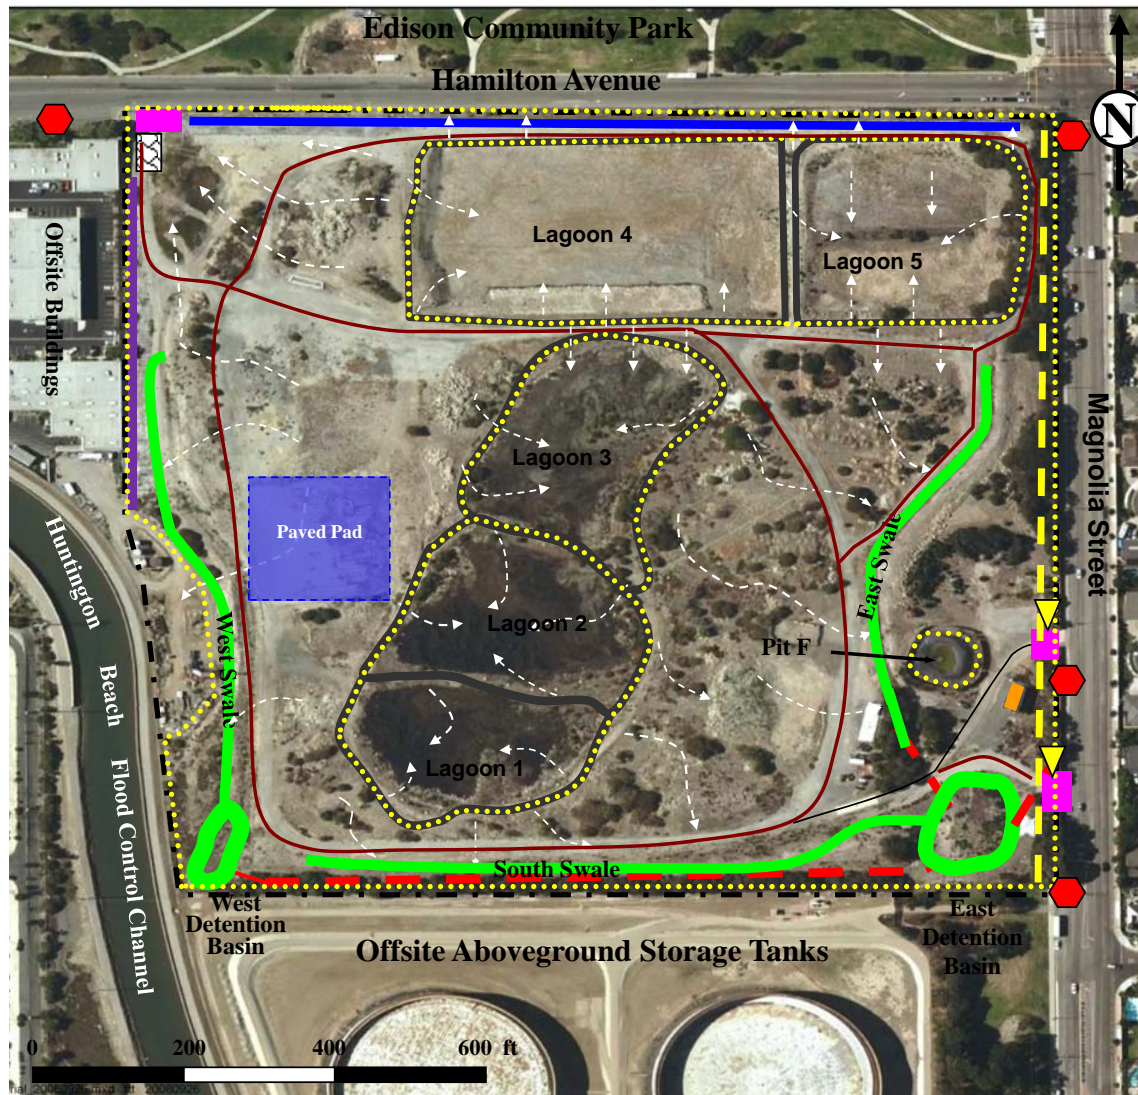 Edison Community Park
Hamilton Avenue
N
Offsite Buildings
Lagoon 4
Lagoon 5
Magnolia Street
Lagoon 3
Paved Pad
Huntington Beach Flood Control Channel
East Swale
West Swale
Lagoon 2
Pit F
Lagoon 1
South Swale
West
Detention
Basin
East
Detention
Basin
Offsite Aboveground Storage Tanks
0 200 400 600 ft